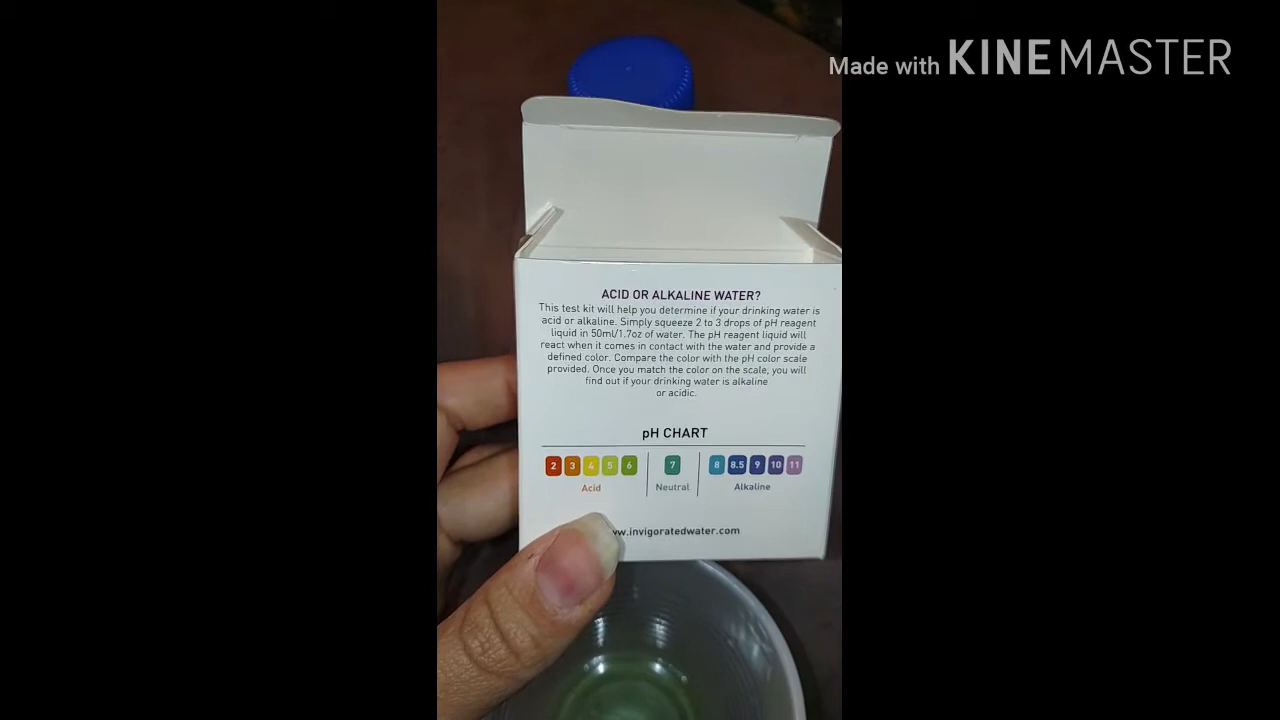 Made with KINEMASTER
ACID OR ALKALINE WATER?
This test kit will help you determine if your drinking water is
acid or alkaline. Simply squeeze 2 to 3 drops of pH reagent
liquid in 50ml/1.7oz of water. The pH reagent liquid will
react when it comes in contact with the water and provide a
defined color. Compare the color with the pH color scale
provided. Once you match the color on the scale, you will
find out if your drinking water is alkaline
or acidic.
pH CHART
2 3 4 5 6 7 8 8.5 9 10 11
Acid Neutral Alkaline
w.invigoratedwater.com